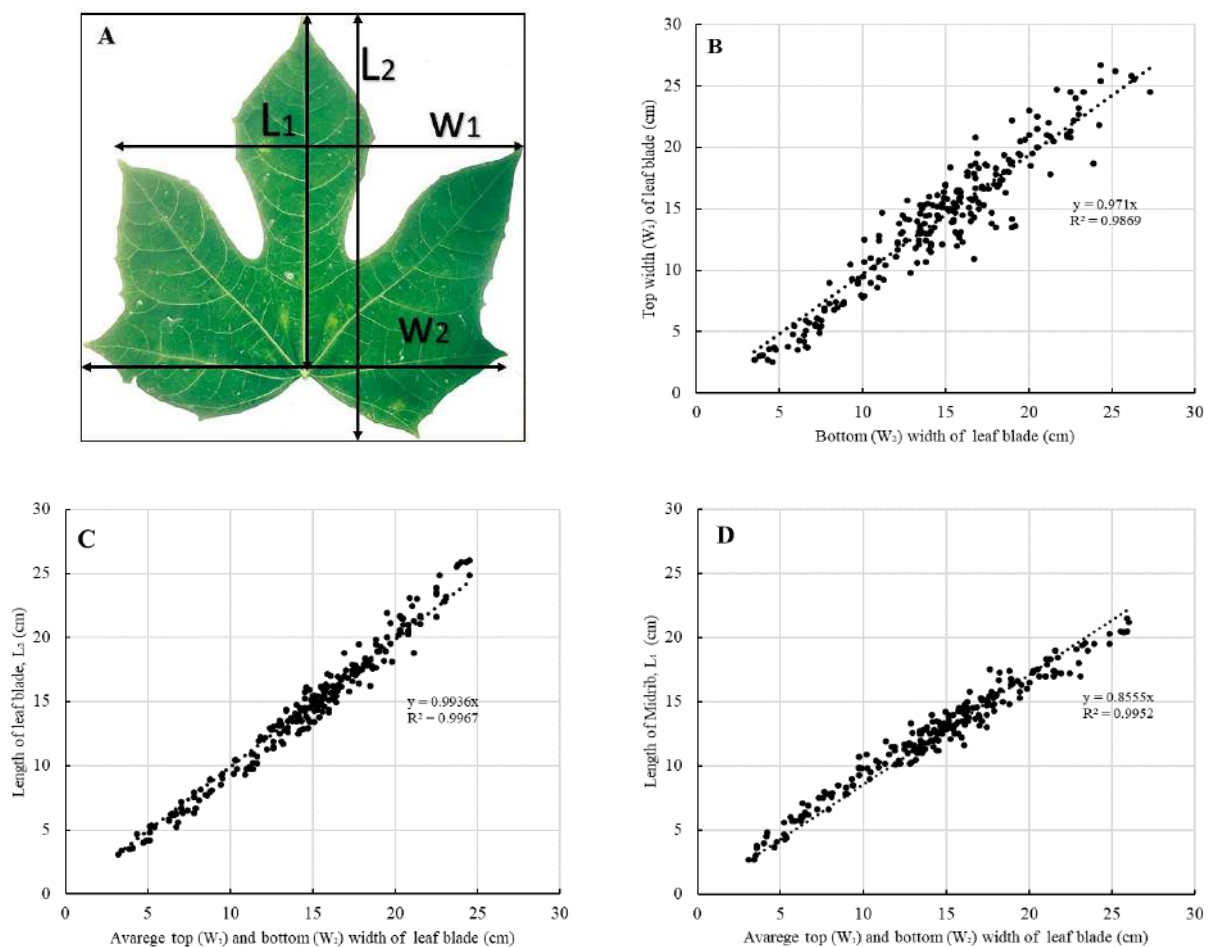 A
L₂
L₁
W₁
W₂
B
30
25
20
15
10
5
0
Top width (W₁) of leaf blade (cm)
y = 0.971x
R² = 0.9869
0 5 10 15 20 25 30
Bottom (W₂) width of leaf blade (cm)
C
30
25
20
15
10
5
0
Length of leaf blade, L₂ (cm)
y = 0.9936x
R² = 0.9967
0 5 10 15 20 25 30
Avarege top (W₁) and bottom (W₂) width of leaf blade (cm)
D
30
25
20
15
10
5
0
Length of Midrib, L₁ (cm)
y = 0.8555x
R² = 0.9952
0 5 10 15 20 25 30
Avarege top (W₁) and bottom (W₂) width of leaf blade (cm)